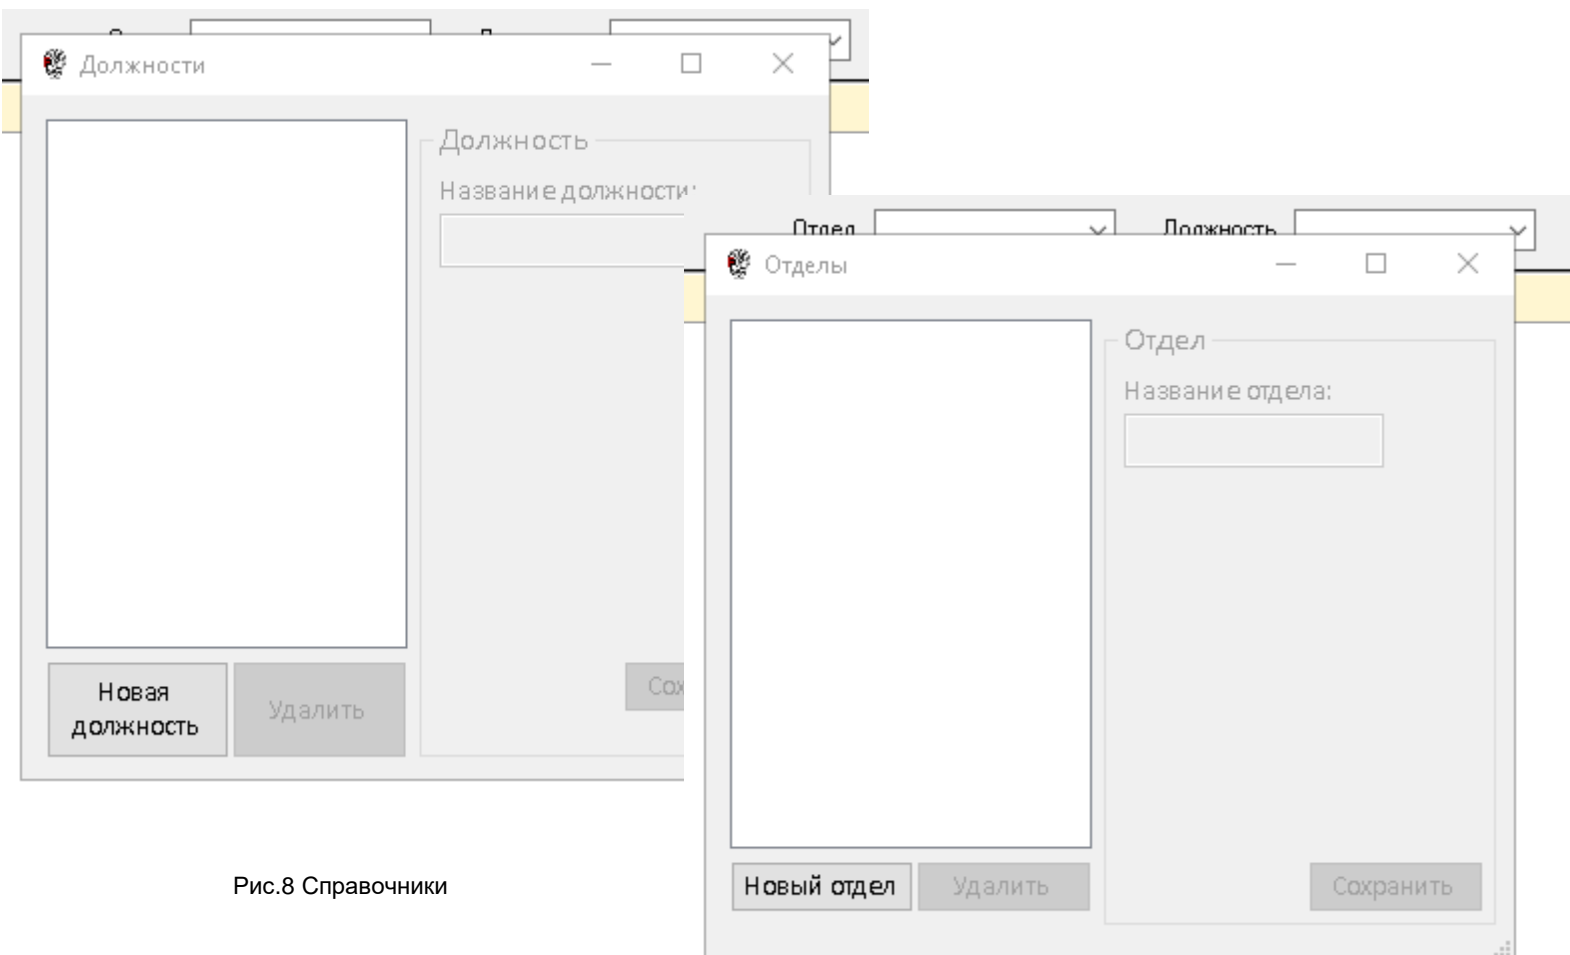 Должности
Должность
Название должности:
Новая
должность
Удалить
Отдел
Должность
Отделы
Отдел
Название отдела:
Новый отдел
Удалить
Сохранить
Рис.8 Справочники